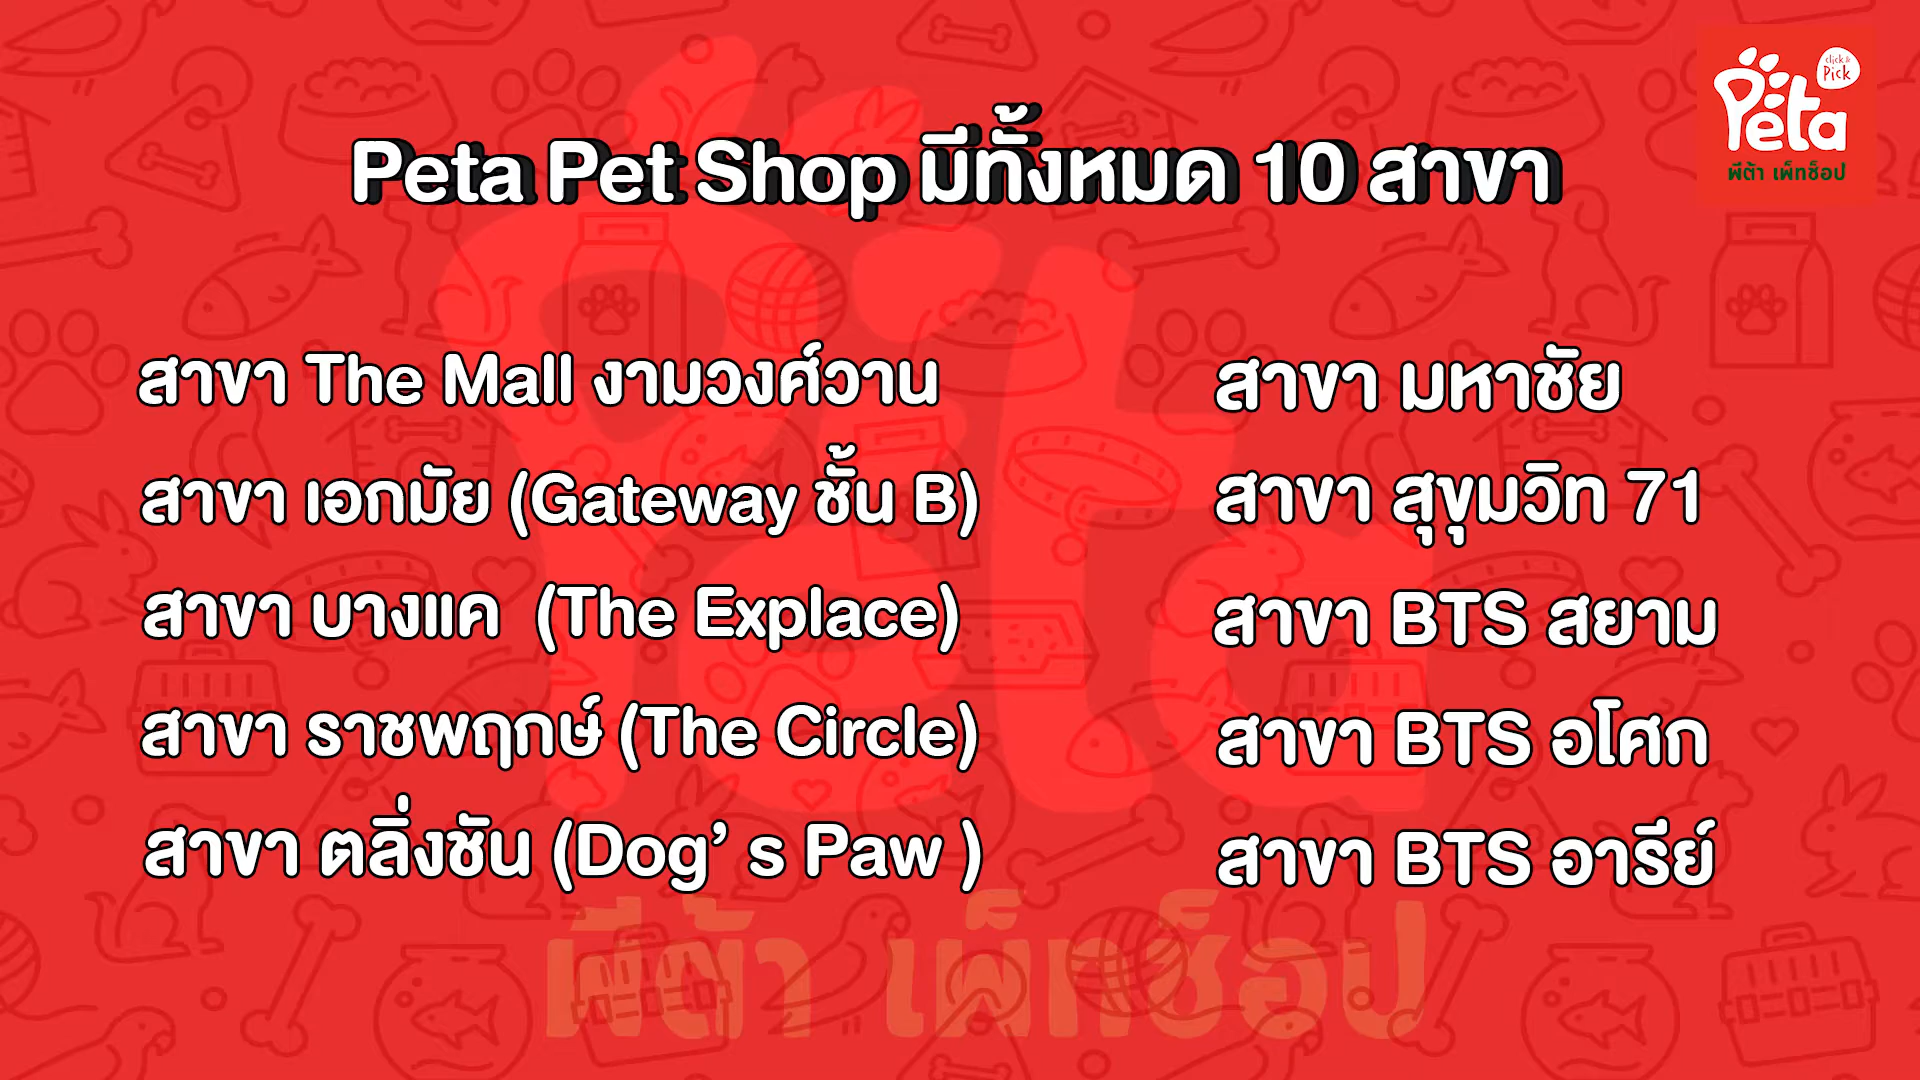 Peta Pet Shop มีทั้งหมด 10 สาขา
click & Pick
Peta
พีต้า เพ็ทช็อป
สาขา The Mall งามวงศ์วาน
สาขา เอกมัย (Gateway ชั้น B)
สาขา บางแค (The Explace)
สาขา ราชพฤกษ์ (The Circle)
สาขา ตลิ่งชัน (Dog’ s Paw )
สาขา มหาชัย
สาขา สุขุมวิท 71
สาขา BTS สยาม
สาขา BTS อโศก
สาขา BTS อารีย์
Peta
พีต้า เพ็ทช็อป